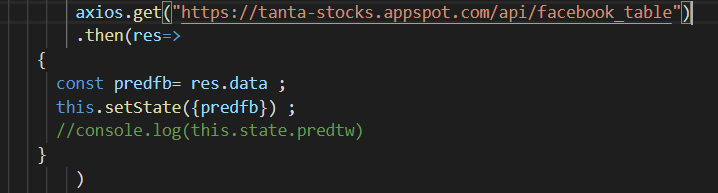 axios.get("https://tanta-stocks.appspot.com/api/facebook_table")
.then(res=>
{
const predfb= res.data ;
this.setState({predfb}) ;
//console.log(this.state.predtw)
}
)